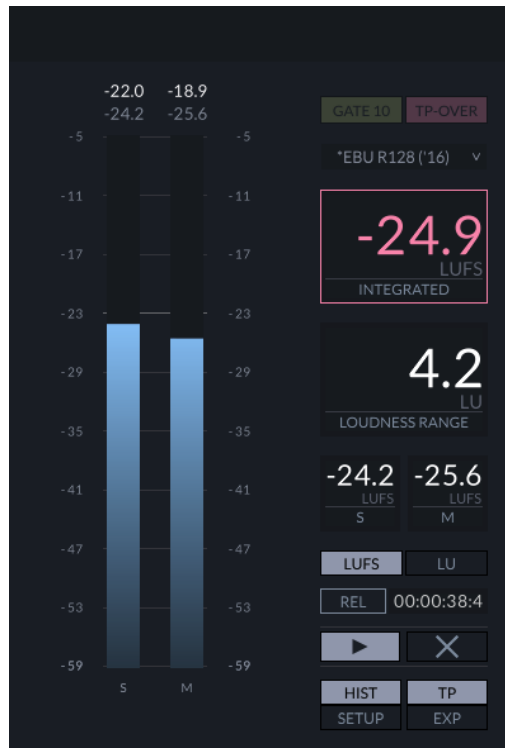 -22.0 -18.9
-24.2 -25.6
GATE 10 TP-OVER
*EBU R128 ('16) v
-5 -5
-11 -11
-17 -17
-23 -23
-29 -29
-35 -35
-41 -41
-47 -47
-53 -53
-59 -59
S M
-24.9
LUFS
INTEGRATED
4.2
LU
LOUDNESS RANGE
-24.2 -25.6
LUFS LUFS
S M
LUFS LU
REL 00:00:38:4
HIST TP
SETUP EXP